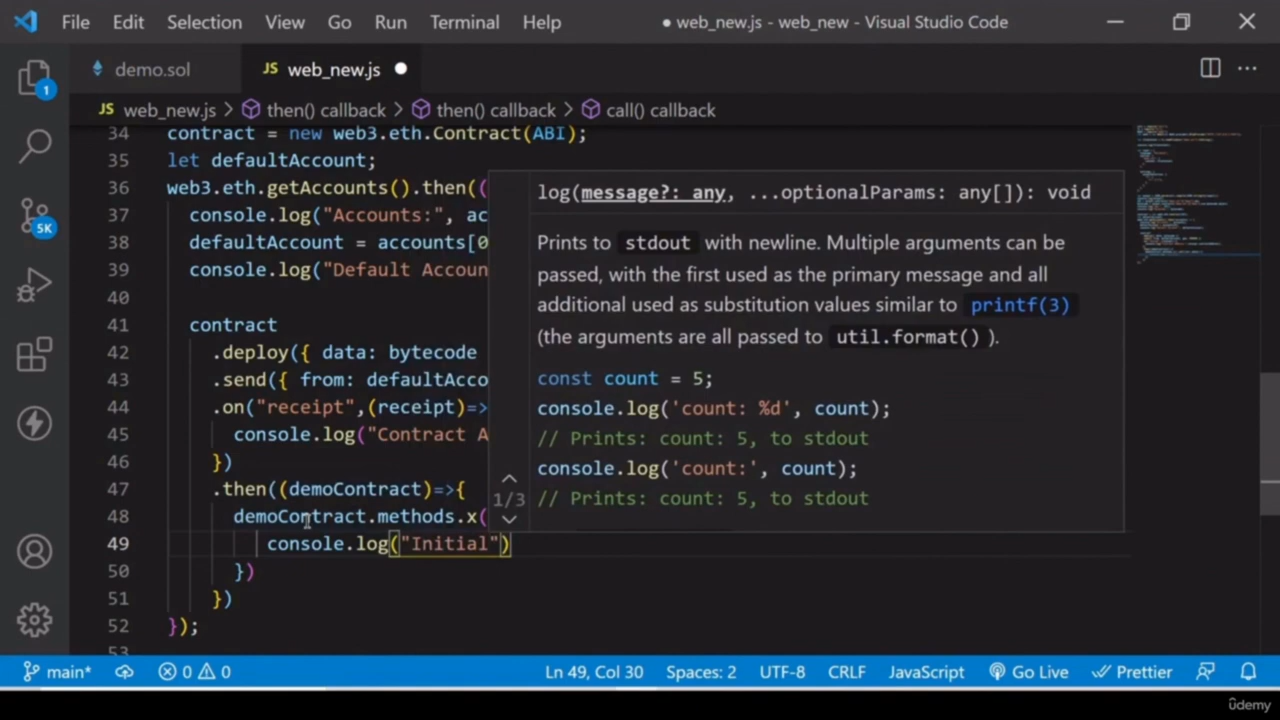 File Edit Selection View Go Run Terminal Help ● web_new.js - web_new - Visual Studio Code
demo.sol JS web_new.js ●
JS web_new.js > then() callback > then() callback > call() callback
34 contract = new web3.eth.Contract(ABI);
35 let defaultAccount;
36 web3.eth.getAccounts().then((
37 console.log("Accounts:", ac
38 defaultAccount = accounts[0
39 console.log("Default Accoun
40
41 contract
42 .deploy({ data: bytecode
43 .send({ from: defaultAcco
44 .on("receipt",(receipt)=>
45 console.log("Contract A
46 })
47 .then((demoContract)=>{
48 demoContract.methods.x(
49 console.log("Initial")
50 })
51 })
52 });
53
log(message?: any, ...optionalParams: any[]): void
Prints to stdout with newline. Multiple arguments can be
passed, with the first used as the primary message and all
additional used as substitution values similar to printf(3)
(the arguments are all passed to util.format() ).
const count = 5;
console.log('count: %d', count);
// Prints: count: 5, to stdout
console.log('count:', count);
// Prints: count: 5, to stdout
1/3
1
5K
main* 0 0 Ln 49, Col 30 Spaces: 2 UTF-8 CRLF JavaScript Go Live Prettier
ûdemy